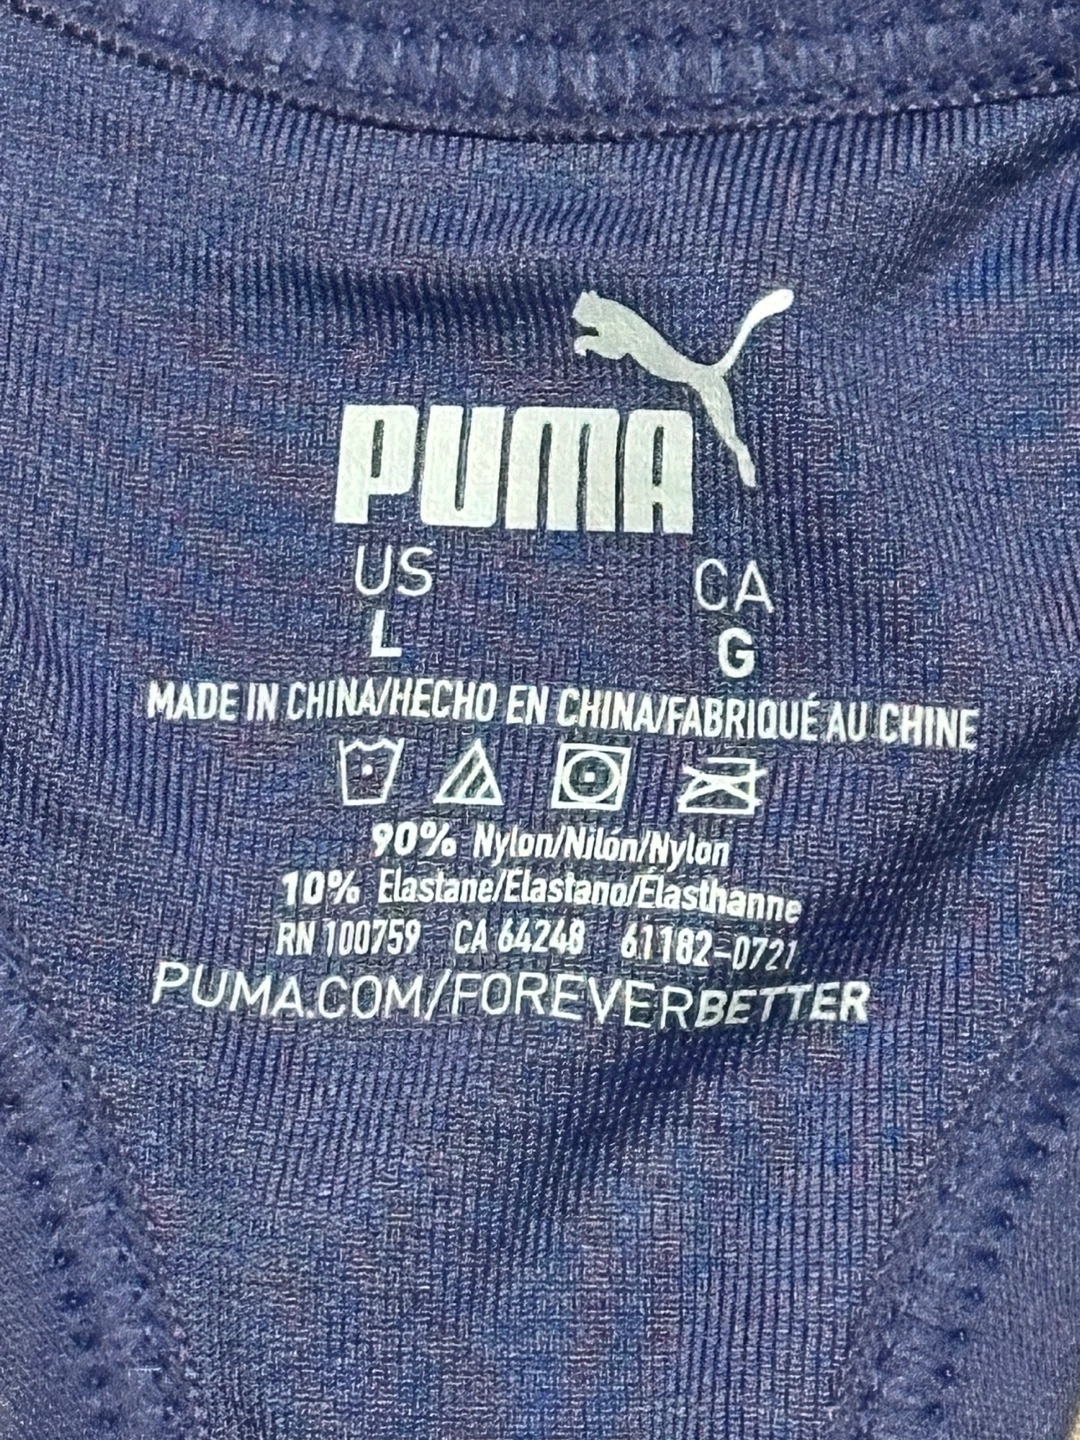 PUMA
US CA
L G
MADE IN CHINA/HECHO EN CHINA/FABRIQUÉ AU CHINE
90% Nylon/Nilón/Nylon
10% Elastane/Elastano/Élasthanne
RN 100759 CA 64248 61182-0721
PUMA.COM/FOREVERBETTER